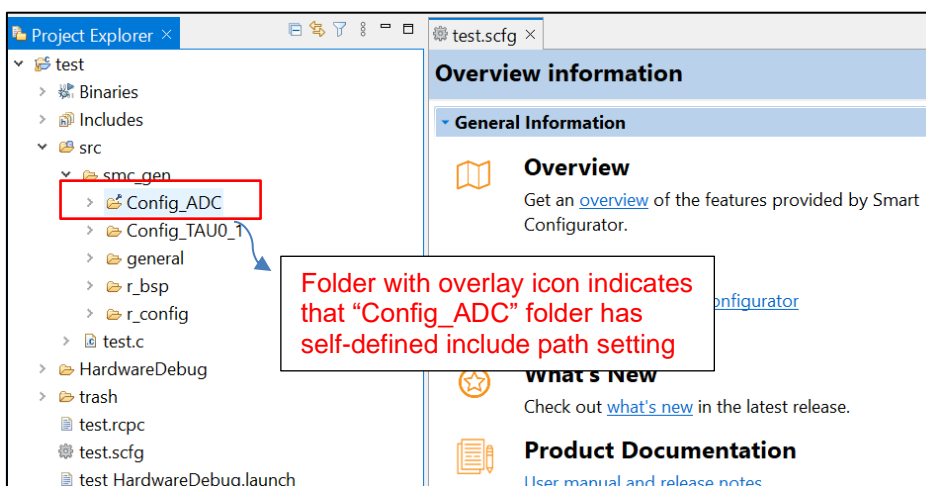 Project Explorer
test
Binaries
Includes
src
smc_gen
Config_ADC
Config_TAU0_1
general
r_bsp
r_config
test.c
HardwareDebug
trash
test.rcpc
test.scfg
test HardwareDebug.launch
test.scfg
Overview information
General Information
Overview
Get an overview of the features provided by Smart
Configurator.
onfigurator
What's New
Check out what's new in the latest release.
Product Documentation
User manual and release notes
Folder with overlay icon indicates
that “Config_ADC” folder has
self-defined include path setting